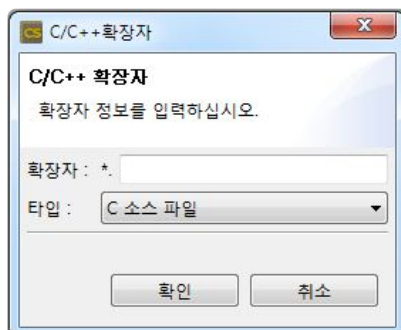 CS C/C++확장자
C/C++ 확장자
확장자 정보를 입력하십시오.
확장자 : *.
타입 : C 소스 파일
확인 취소